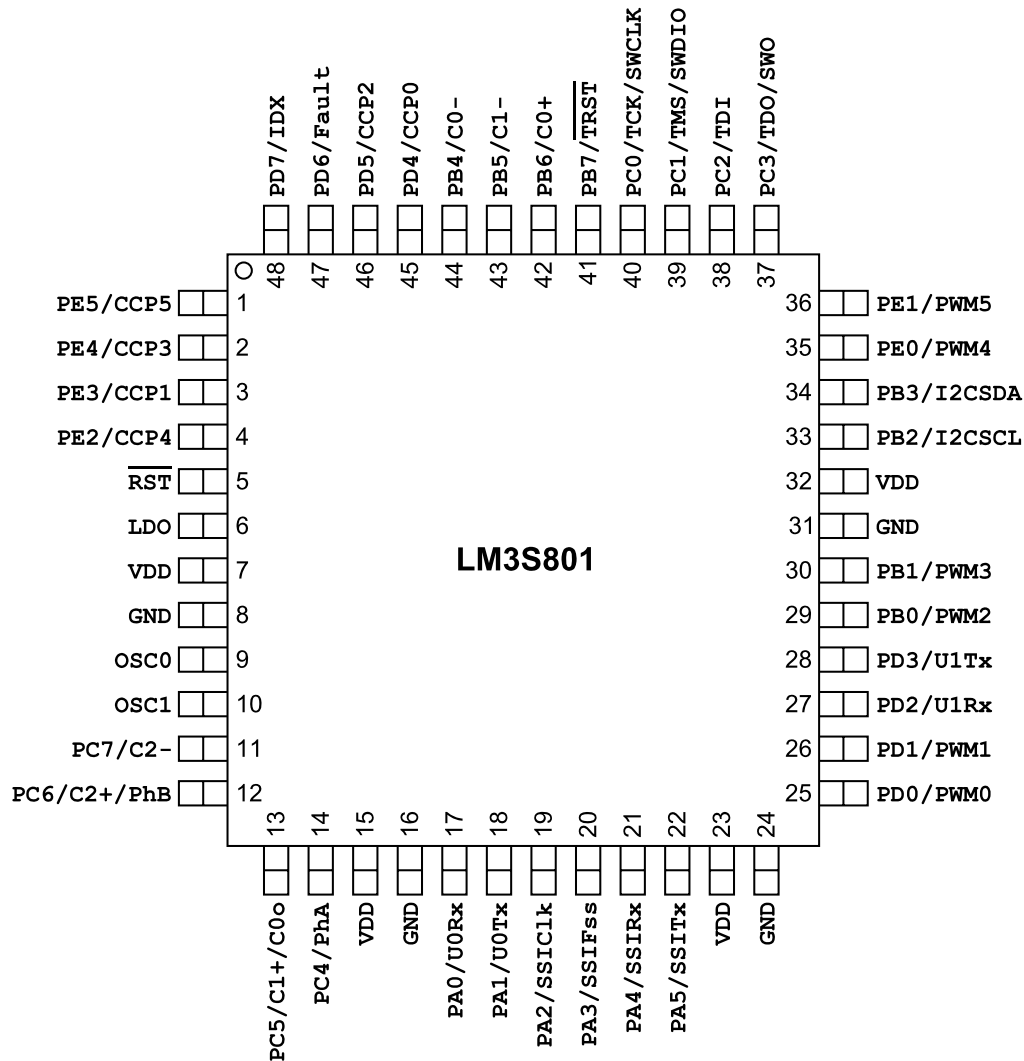 PD7/IDX
PD6/Fault
PD5/CCP2
PD4/CCP0
PB4/C0-
PB5/C1-
PB6/C0+
PB7/TRST
PC0/TCK/SWCLK
PC1/TMS/SWDIO
PC2/TDI
PC3/TDO/SWO
48
47
46
45
44
43
42
41
40
39
38
37
PE5/CCP5 1
PE4/CCP3 2
PE3/CCP1 3
PE2/CCP4 4
RST 5
LDO 6
VDD 7
GND 8
OSC0 9
OSC1 10
PC7/C2- 11
PC6/C2+/PhB 12
LM3S801
36 PE1/PWM5
35 PE0/PWM4
34 PB3/I2CSDA
33 PB2/I2CSCL
32 VDD
31 GND
30 PB1/PWM3
29 PB0/PWM2
28 PD3/U1Tx
27 PD2/U1Rx
26 PD1/PWM1
25 PD0/PWM0
13
14
15
16
17
18
19
20
21
22
23
24
PC5/C1+/C0o
PC4/PhA
VDD
GND
PA0/U0Rx
PA1/U0Tx
PA2/SSIClk
PA3/SSIFss
PA4/SSIRx
PA5/SSITx
VDD
GND